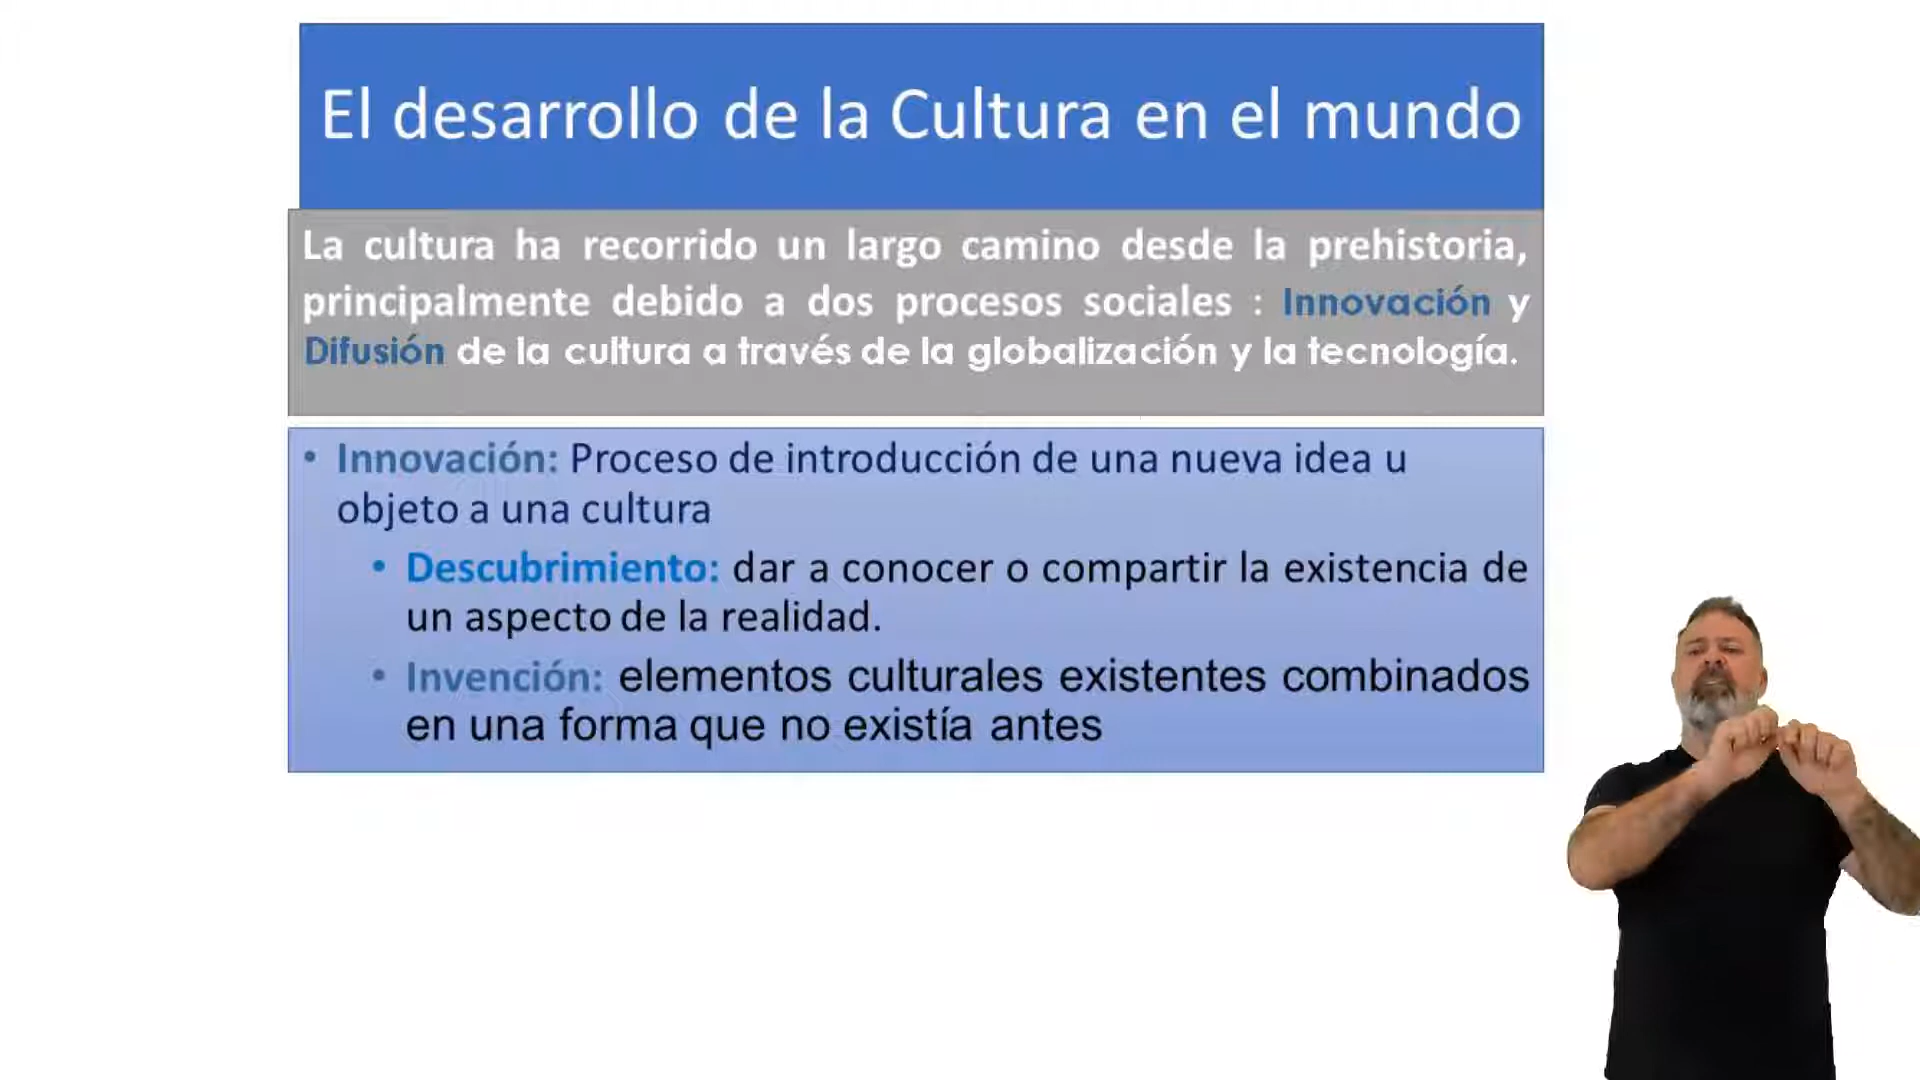 El desarrollo de la Cultura en el mundo
La cultura ha recorrido un largo camino desde la prehistoria,
principalmente debido a dos procesos sociales : Innovación y
Difusión de la cultura a través de la globalización y la tecnología.
• Innovación: Proceso de introducción de una nueva idea u
objeto a una cultura
• Descubrimiento: dar a conocer o compartir la existencia de
un aspecto de la realidad.
• Invención: elementos culturales existentes combinados
en una forma que no existía antes